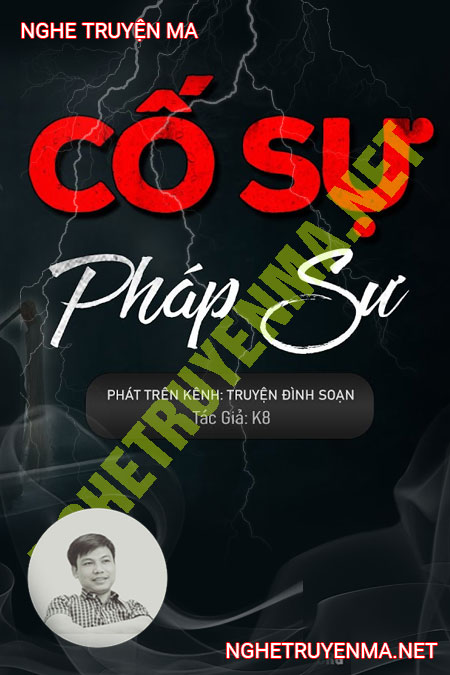 NGHE TRUYỆN MA
CỐ SỰ
Pháp Sư
PHÁT TRÊN KÊNH: TRUYỆN ĐÌNH SOẠN
Tác Giả: K8
NGHETRUYENMA.NET
NGHETRUYENMA.NET